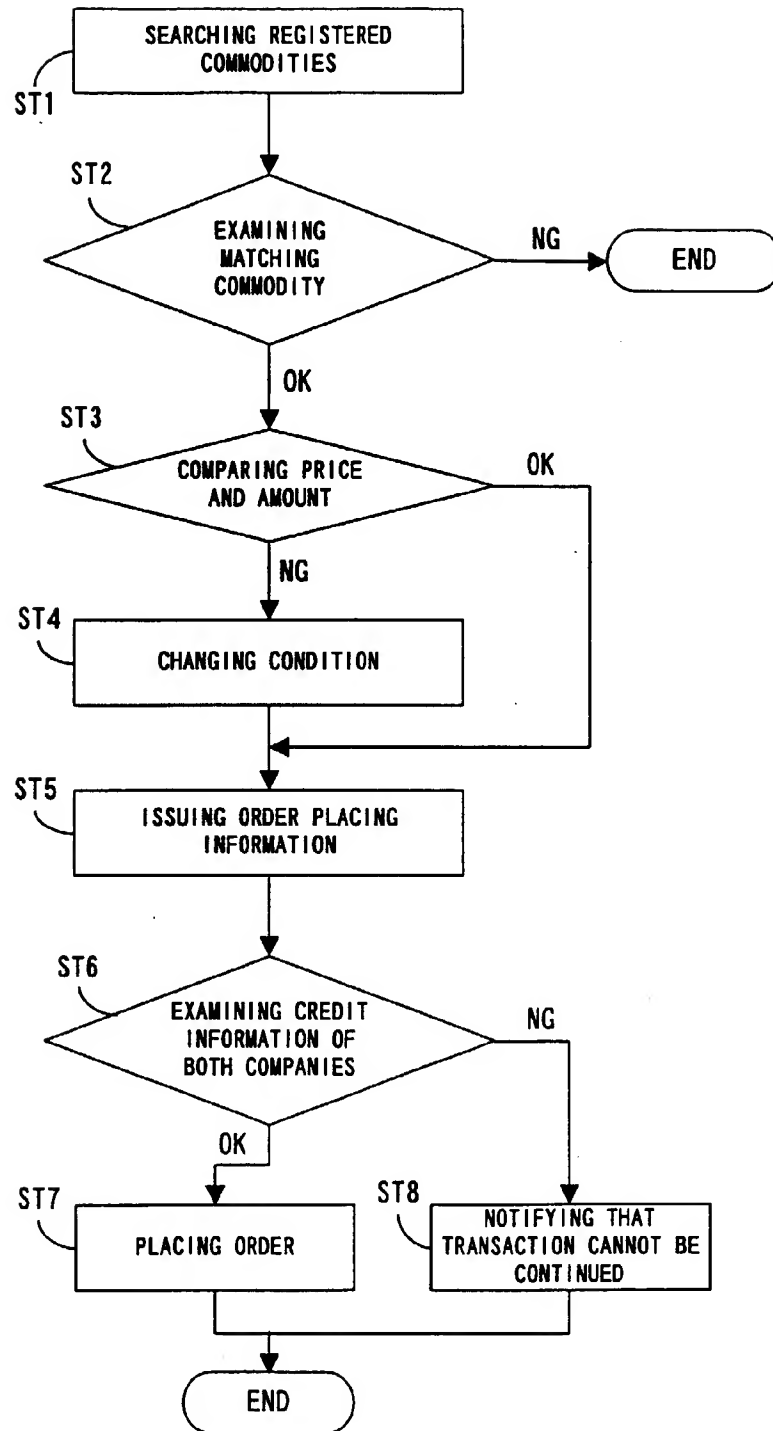 SEARCHING REGISTERED
COMMODITIES
ST1
ST2
EXAMINING
MATCHING
COMMODITY
NG
END
OK
ST3
COMPARING PRICE
AND AMOUNT
OK
NG
ST4
CHANGING CONDITION
ST5
ISSUING ORDER PLACING
INFORMATION
ST6
EXAMINING CREDIT
INFORMATION OF
BOTH COMPANIES
NG
OK
ST7
PLACING ORDER
ST8
NOTIFYING THAT
TRANSACTION CANNOT BE
CONTINUED
END